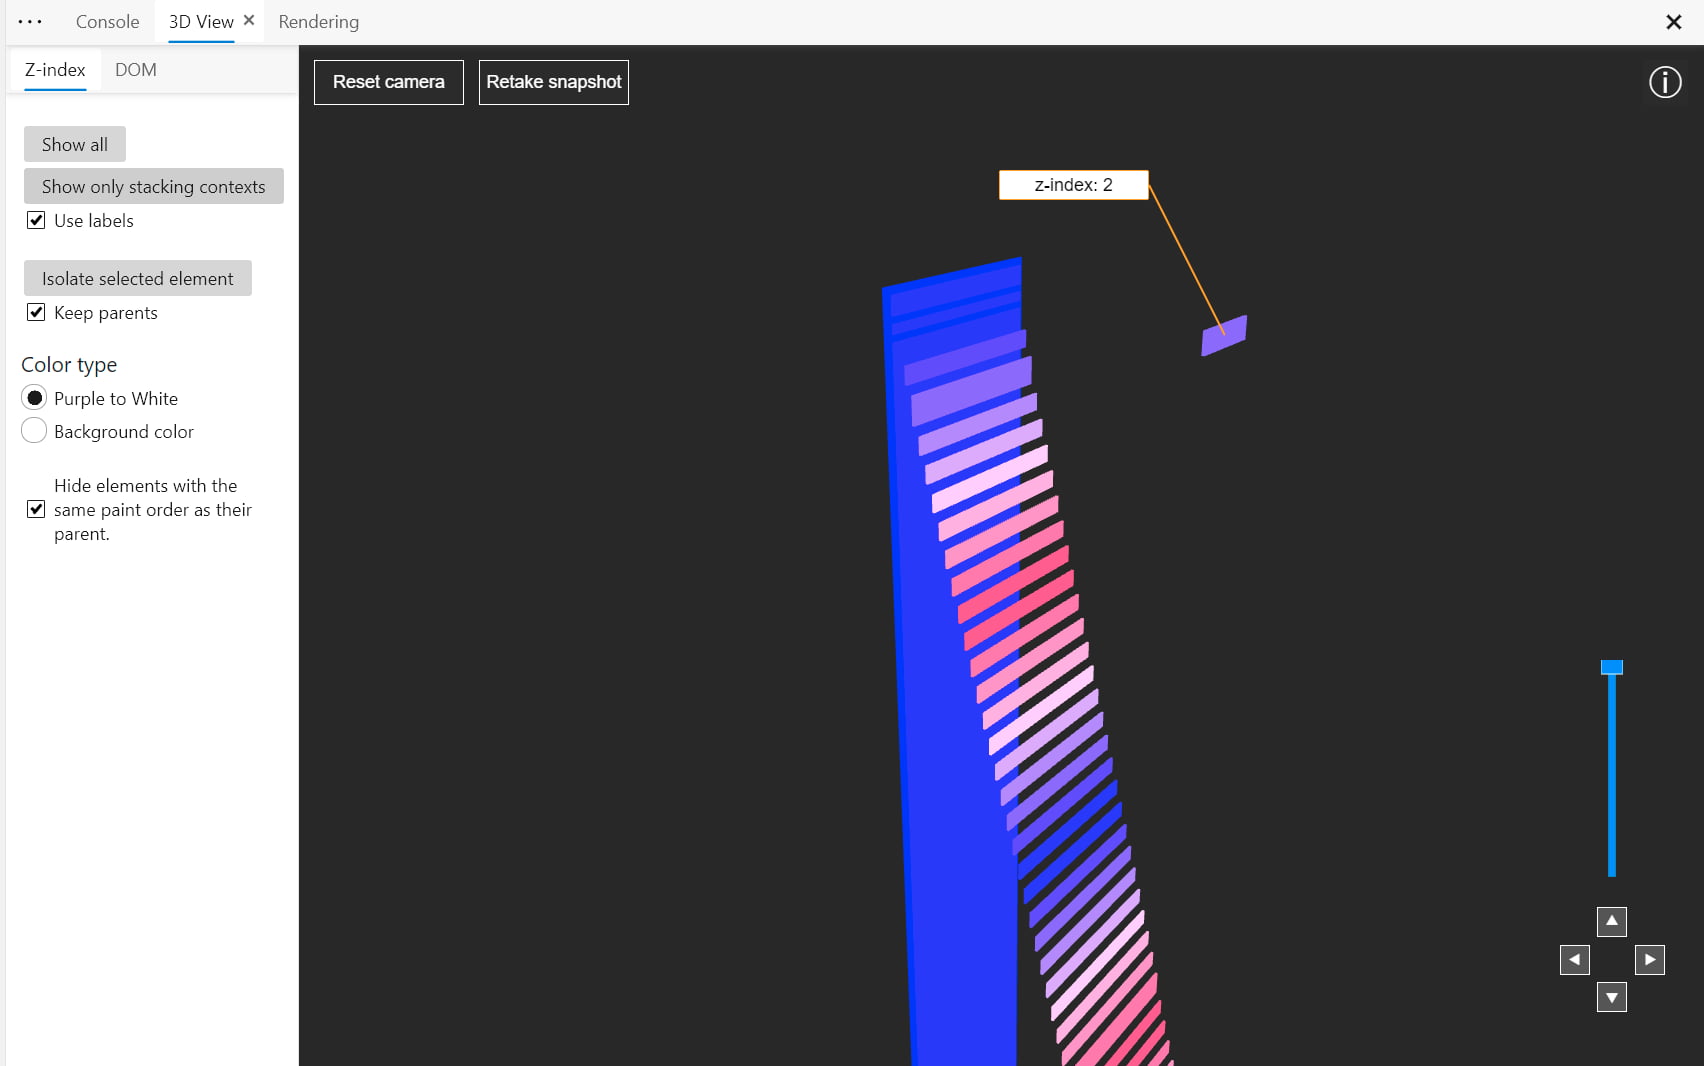 Console
3D View
Rendering
Z-index
DOM
Reset camera
Retake snapshot
Show all
Show only stacking contexts
Use labels
Isolate selected element
Keep parents
Color type
Purple to White
Background color
Hide elements with the
same paint order as their
parent.
z-index: 2